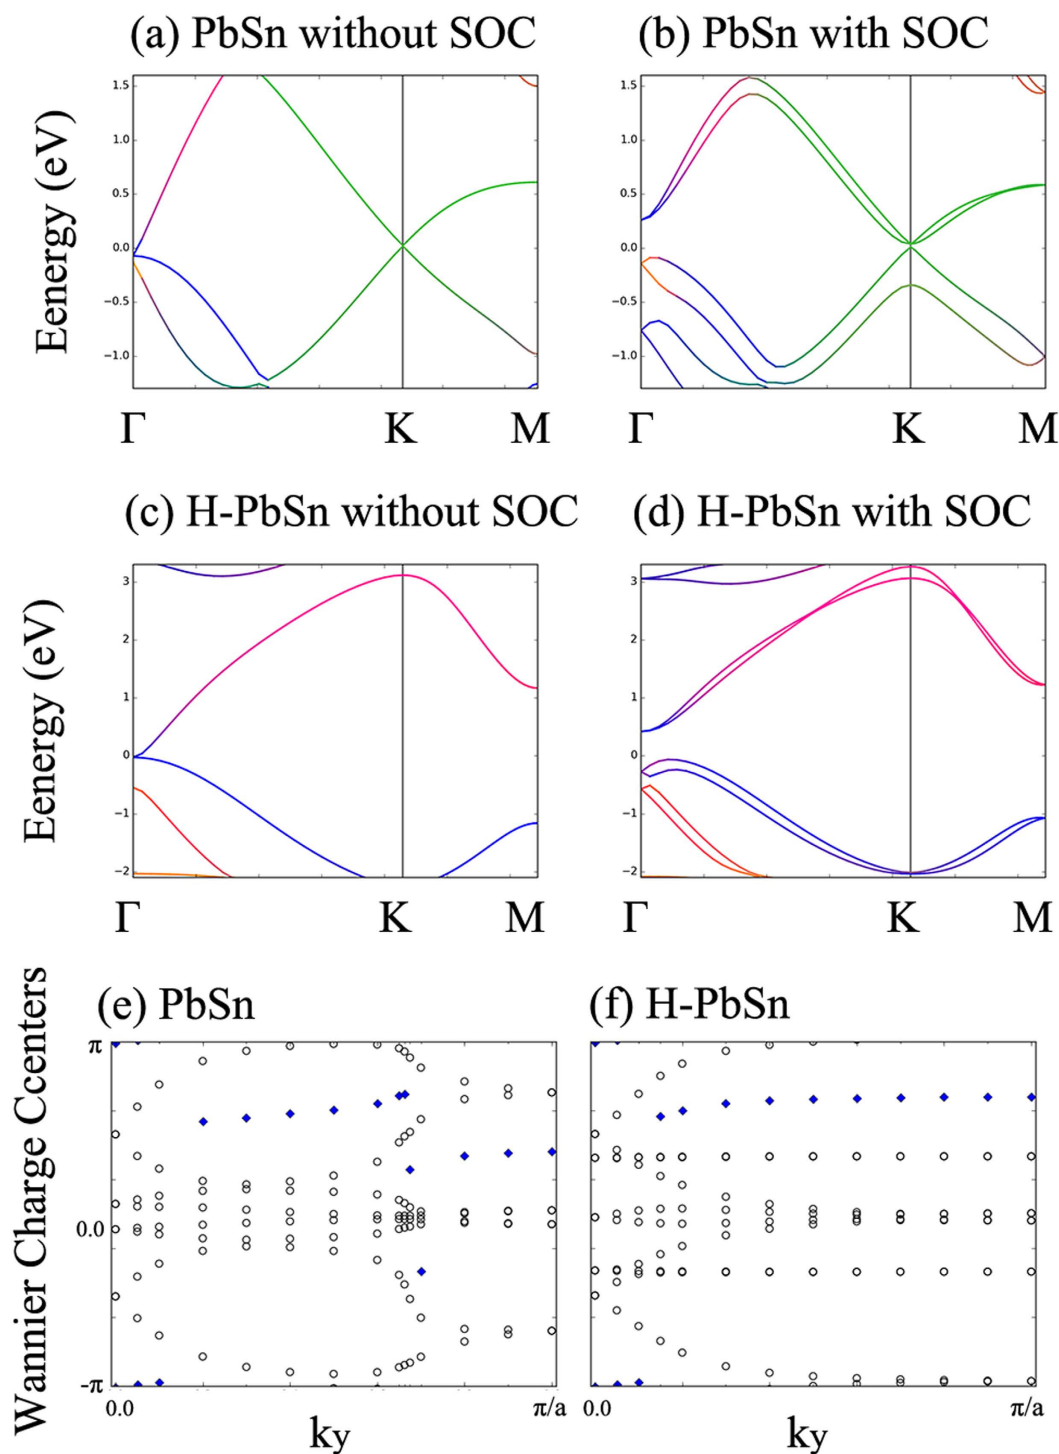 (a) PbSn without SOC
(b) PbSn with SOC
Eenergy (eV)
1.5
1.0
0.5
0.0
−0.5
−1.0
Γ
K
M
1.5
1.0
0.5
0.0
−0.5
−1.0
Γ
K
M
(c) H-PbSn without SOC
(d) H-PbSn with SOC
Eenergy (eV)
3
2
1
0
−1
−2
Γ
K
M
3
2
1
0
−1
−2
Γ
K
M
Wannier Charge Ccenters
(e) PbSn
(f) H-PbSn
π
0.0
-π
0.0
π/a
ky
0.0
π/a
ky